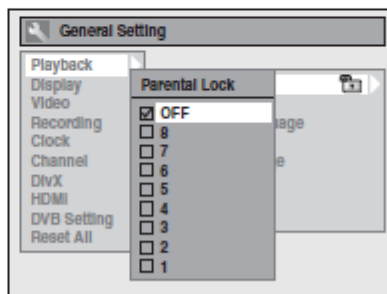 General Setting
Playback
Display
Video
Recording
Clock
Channel
DivX
HDMI
DVB Setting
Reset All
Parental Lock
OFF
8
7
6
5
4
3
2
1